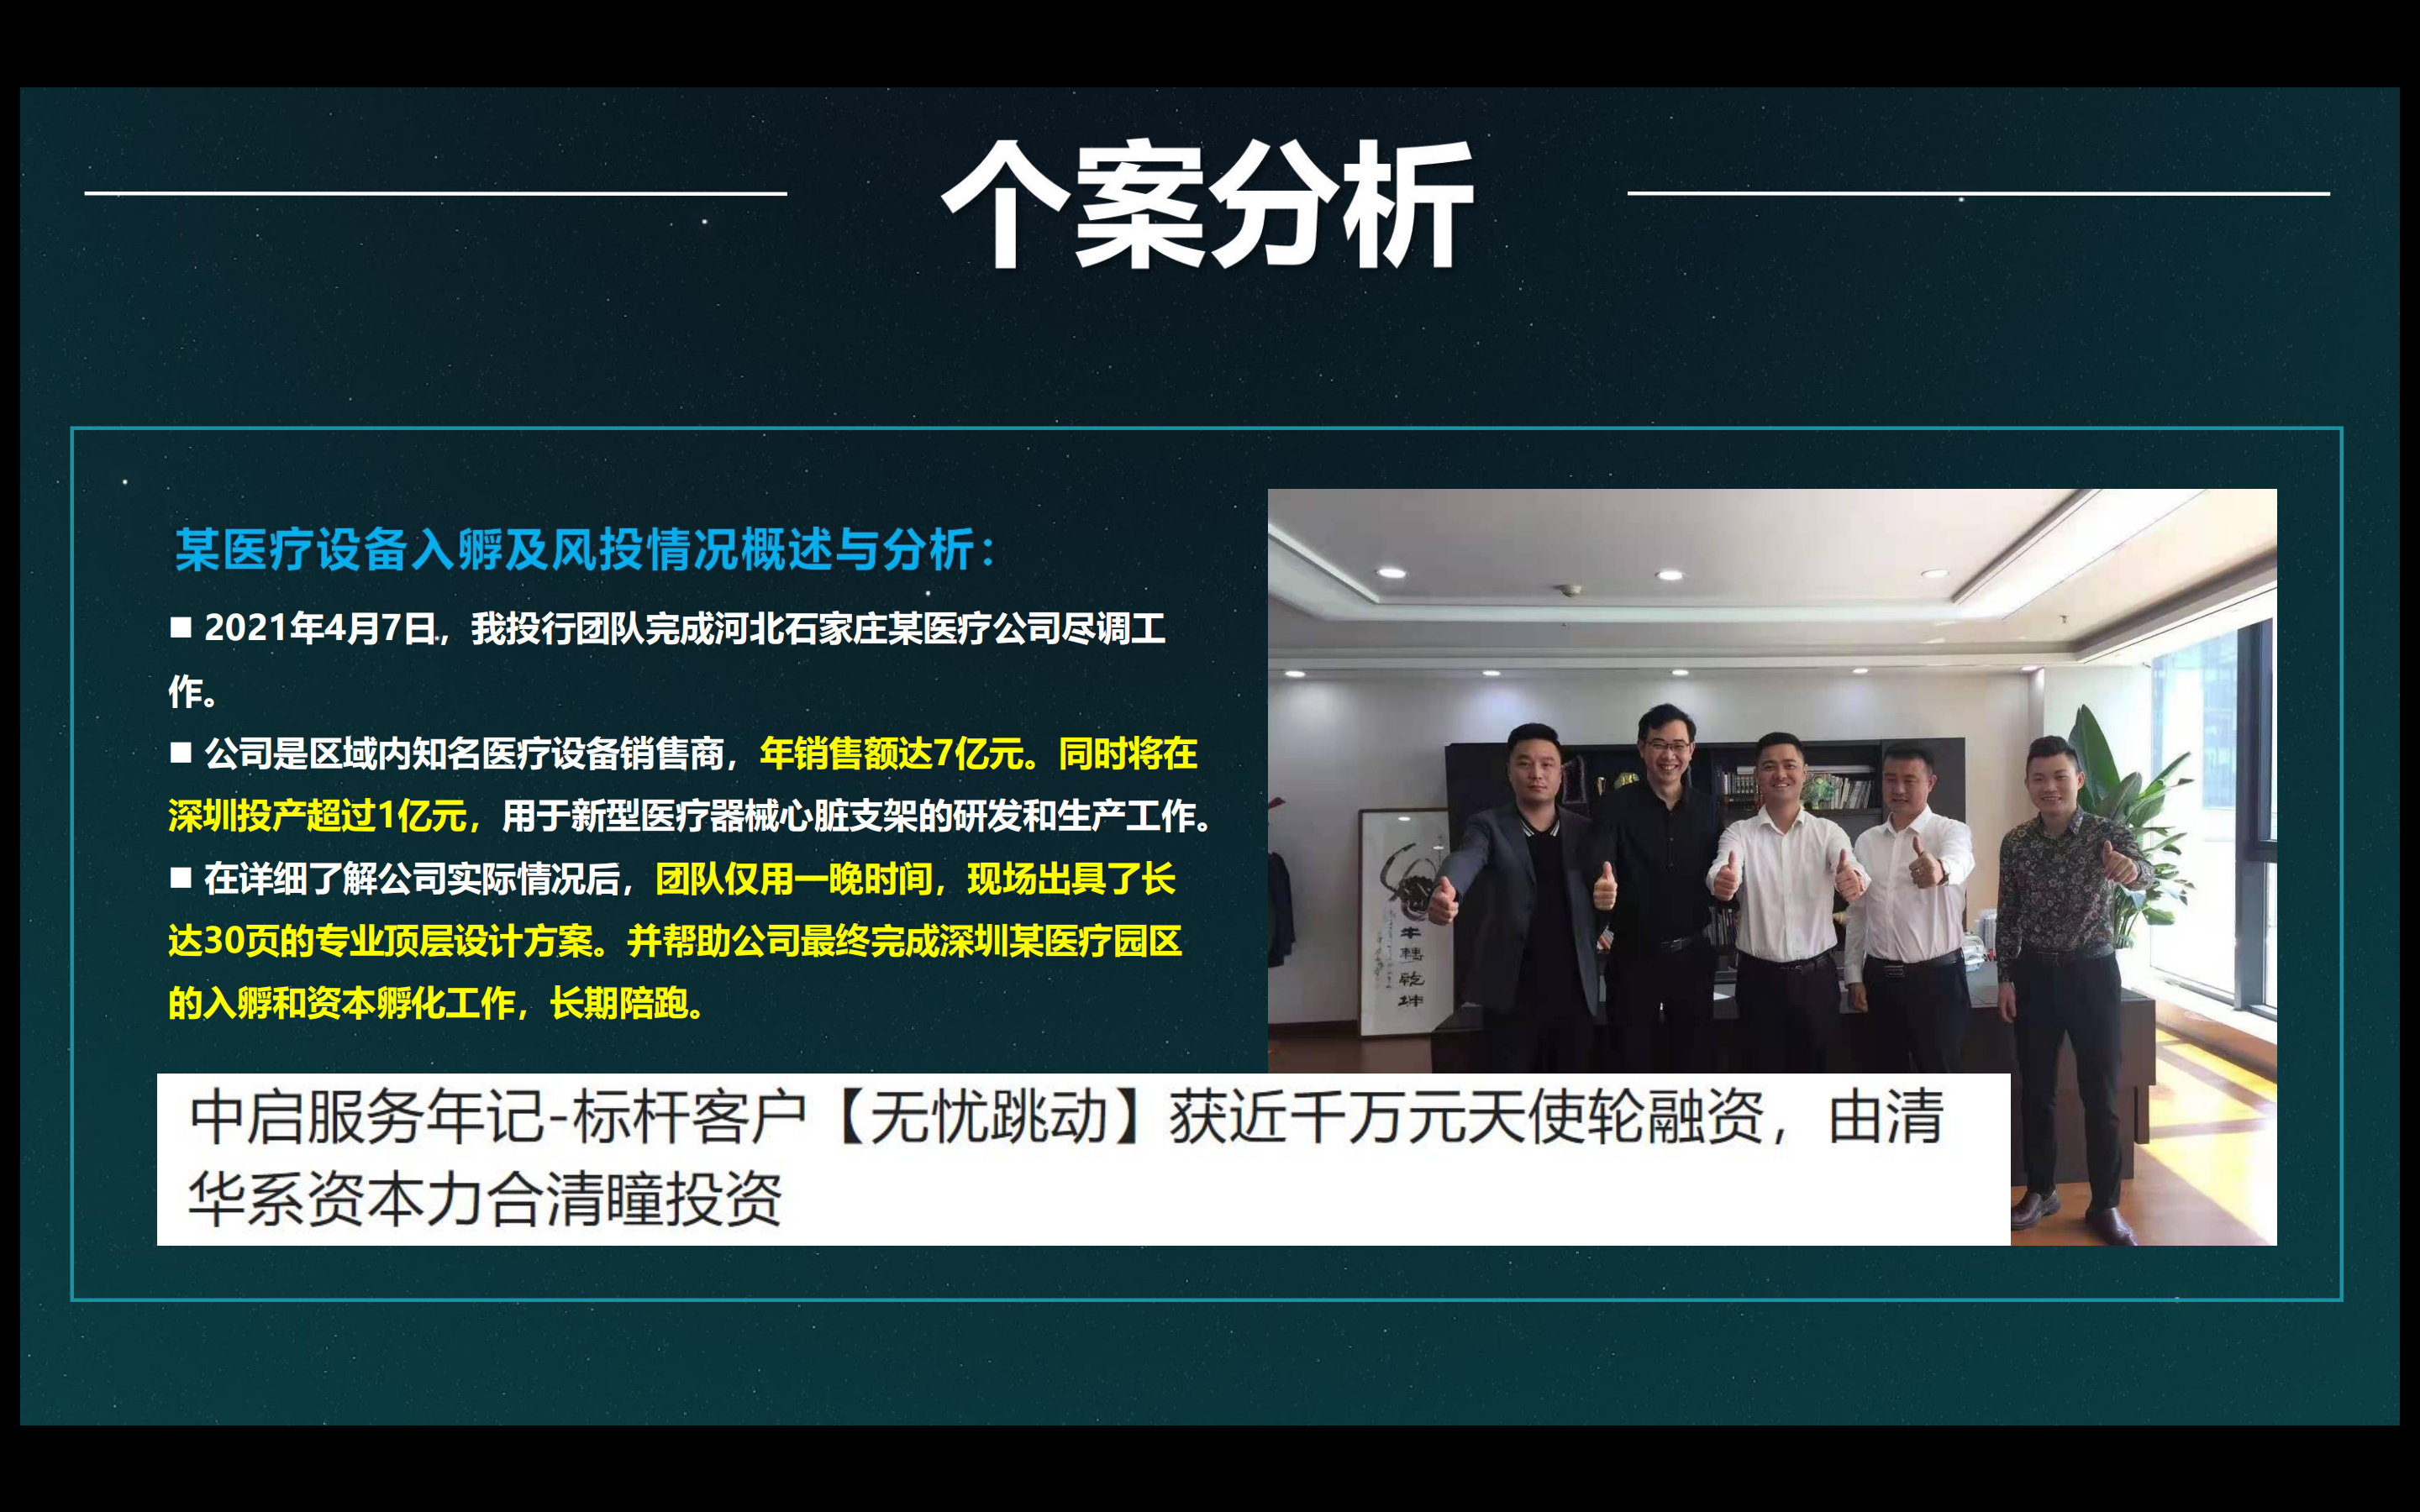 个案分析
某医疗设备入孵及风投情况概述与分析：
■ 2021年4月7日，我投行团队完成河北石家庄某医疗公司尽调工
作。
■ 公司是区域内知名医疗设备销售商，年销售额达7亿元。同时将在
深圳投产超过1亿元，用于新型医疗器械心脏支架的研发和生产工作。
■ 在详细了解公司实际情况后，团队仅用一晚时间，现场出具了长
达30页的专业顶层设计方案。并帮助公司最终完成深圳某医疗园区
的入孵和资本孵化工作，长期陪跑。
牛
轉
乾
坤
中启服务年记-标杆客户【无忧跳动】获近千万元天使轮融资，由清
华系资本力合清瞳投资